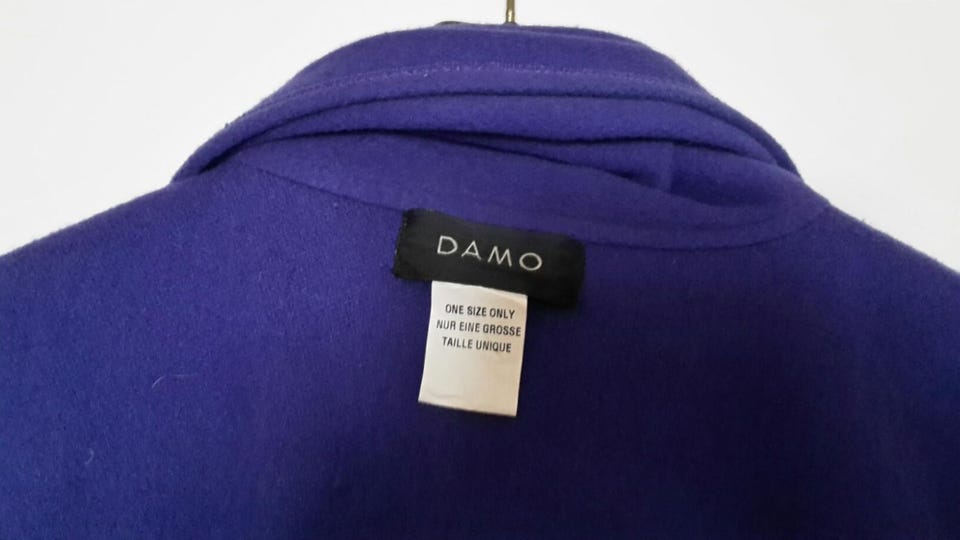 DAMO
ONE SIZE ONLY
NUR EINE GROSSE
TAILLE UNIQUE